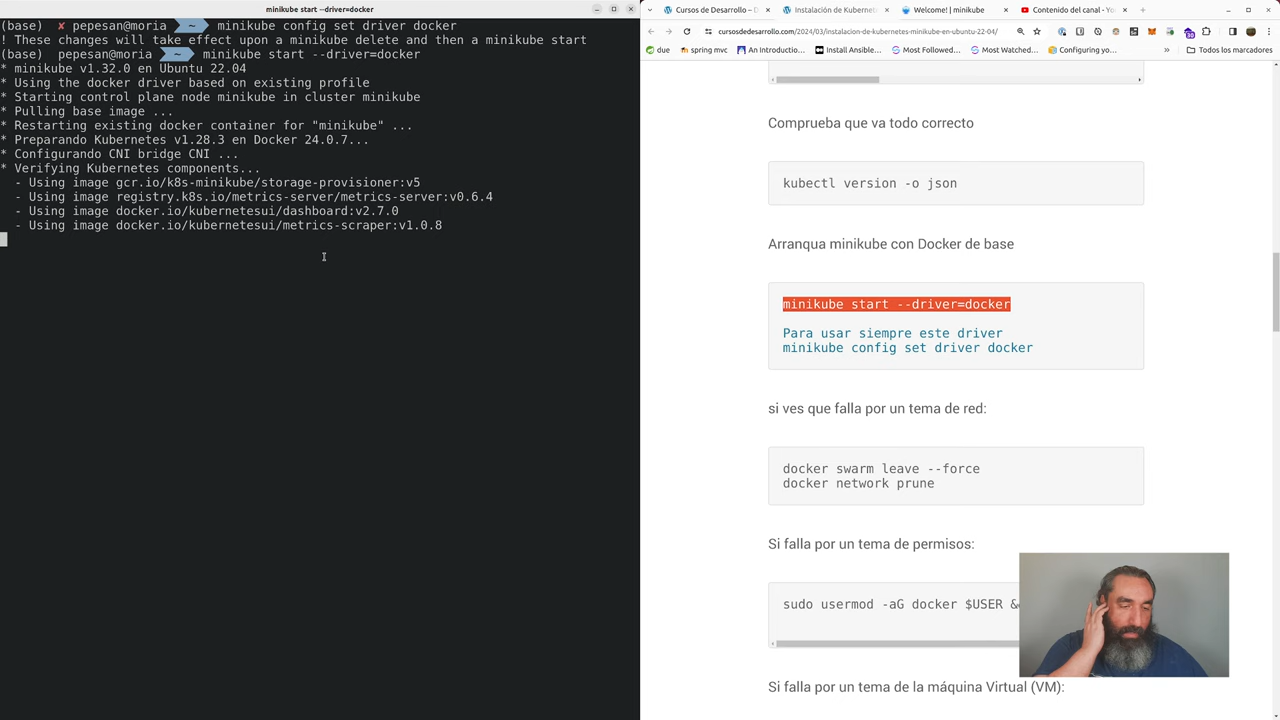 minikube start --driver=docker
(base) ✘ pepesan@moria ~ minikube config set driver docker
! These changes will take effect upon a minikube delete and then a minikube start
(base) pepesan@moria ~ minikube start --driver=docker
* minikube v1.32.0 en Ubuntu 22.04
* Using the docker driver based on existing profile
* Starting control plane node minikube in cluster minikube
* Pulling base image ...
* Restarting existing docker container for "minikube" ...
* Preparando Kubernetes v1.28.3 en Docker 24.0.7...
* Configurando CNI bridge CNI ...
* Verifying Kubernetes components...
- Using image gcr.io/k8s-minikube/storage-provisioner:v5
- Using image registry.k8s.io/metrics-server/metrics-server:v0.6.4
- Using image docker.io/kubernetesui/dashboard:v2.7.0
- Using image docker.io/kubernetesui/metrics-scraper:v1.0.8
Cursos de Desarrollo – D
Instalación de Kubernet
Welcome! | minikube
Contenido del canal - Yo
cursosdedesarrollo.com/2024/03/instalacion-de-kubernetes-minikube-en-ubuntu-22-04/
due
spring mvc
An Introductio...
Install Ansible...
Most Followed...
Most Watched...
Configuring yo...
»
Todos los marcadores
Comprueba que va todo correcto
kubectl version -o json
Arranqua minikube con Docker de base
minikube start --driver=docker
Para usar siempre este driver
minikube config set driver docker
si ves que falla por un tema de red:
docker swarm leave --force
docker network prune
Si falla por un tema de permisos:
sudo usermod -aG docker $USER &
Si falla por un tema de la máquina Virtual (VM):